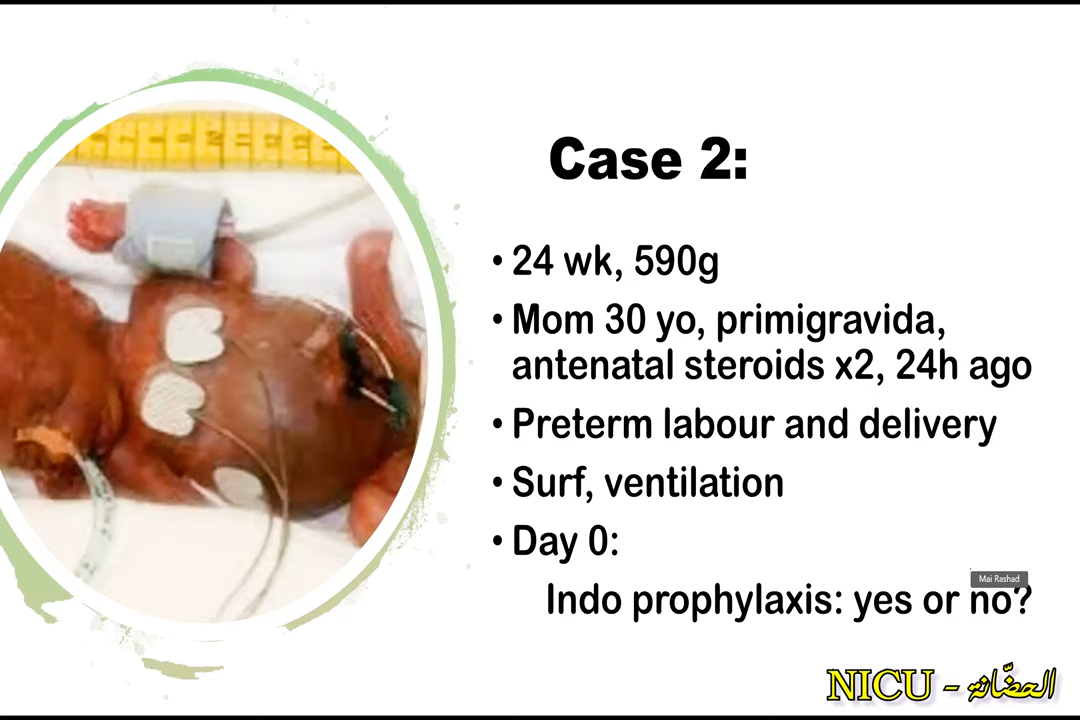 Case 2:
• 24 wk, 590g
• Mom 30 yo, primigravida,
antenatal steroids x2, 24h ago
• Preterm labour and delivery
• Surf, ventilation
• Day 0:
Mai Rashad
Indo prophylaxis: yes or no?
NICU - الحضّانة